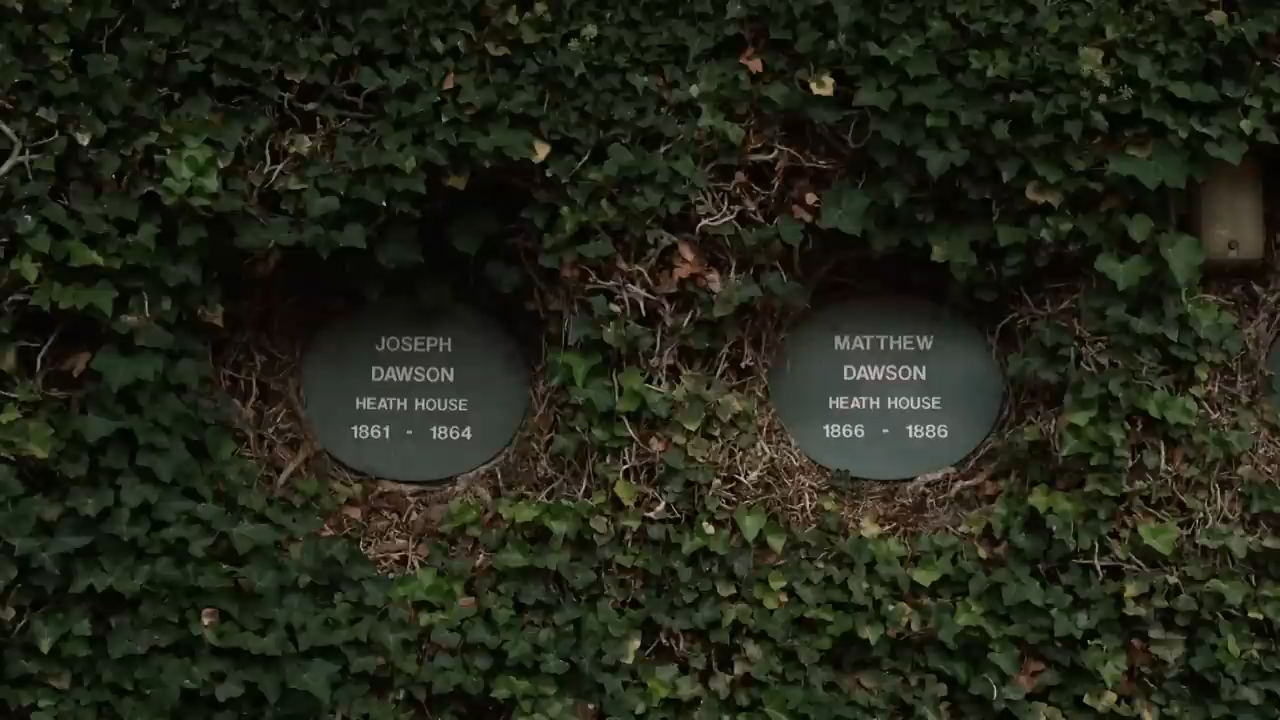 JOSEPH
DAWSON
HEATH HOUSE
1861 - 1864
MATTHEW
DAWSON
HEATH HOUSE
1866 - 1886